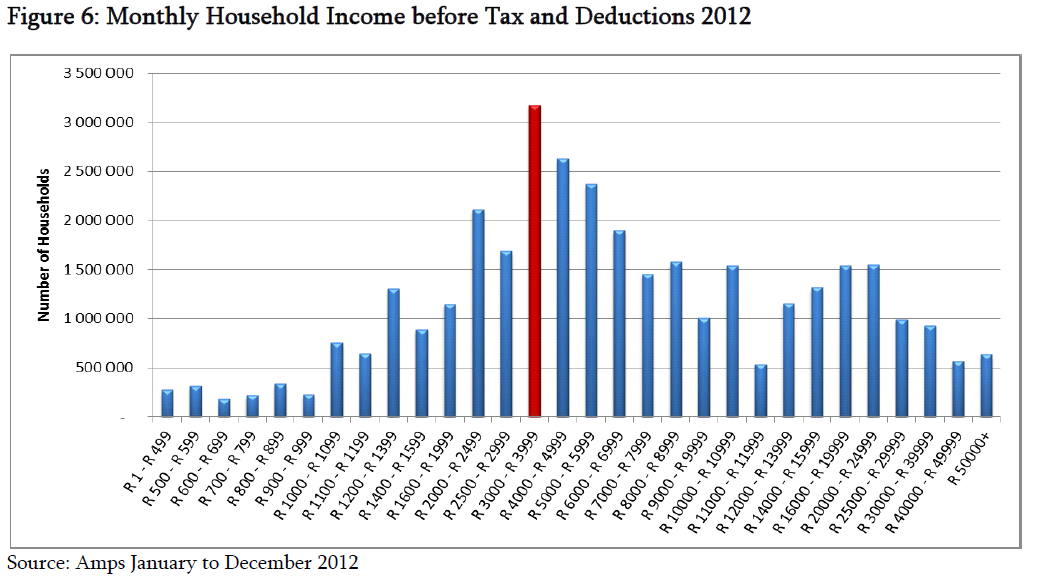 Figure 6: Monthly Household Income before Tax and Deductions 2012
3 500 000
3 000 000
2 500 000
2 000 000
1 500 000
1 000 000
500 000
-
Number of Households
R 1 - R 499
R 500 - R 599
R 600 - R 699
R 700 - R 799
R 800 - R 899
R 900 - R 999
R 1000 - R 1099
R 1100 - R 1199
R 1200 - R 1399
R 1400 - R 1599
R 1600 - R 1999
R 2000 - R 2499
R 2500 - R 2999
R 3000 - R 3999
R 4000 - R 4999
R 5000 - R 5999
R 6000 - R 6999
R 7000 - R 7999
R 8000 - R 8999
R 9000 - R 9999
R 10000 - R 10999
R 11000 - R 11999
R 12000 - R 13999
R 14000 - R 15999
R 16000 - R 19999
R 20000 - R 24999
R 25000 - R 29999
R 30000 - R 39999
R 40000 - R 49999
R 50000+
Source: Amps January to December 2012